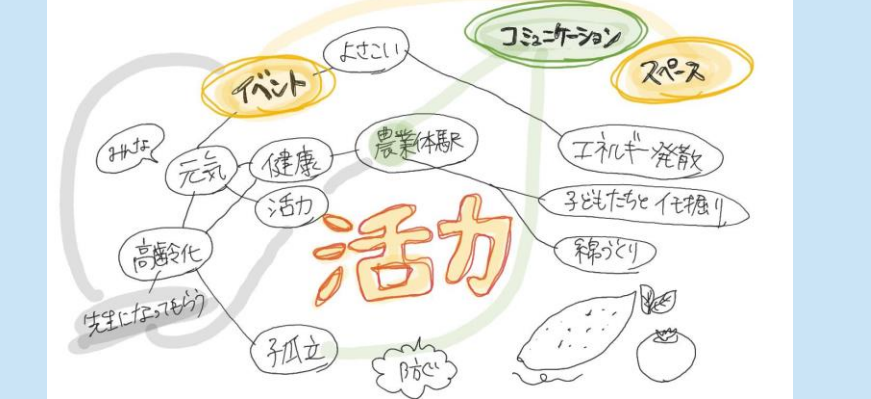 よさこい
コミュニケーション
イベント
スペース
みんな
元気
健康
農業体験
エネルギー発散
活力
子どもたちとイモ掘り
高齢化
活力
綿つくり
先生になってもらう
孤立
防ぐ